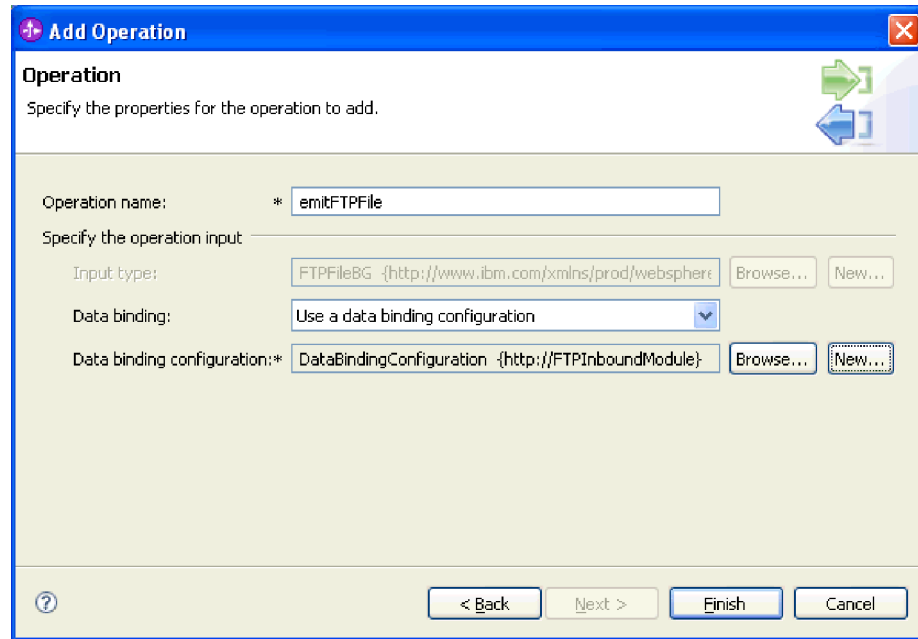 Add Operation
Operation
Specify the properties for the operation to add.
Operation name: * emitFTPFile
Specify the operation input
Input type: FTPFileBG {http://www.ibm.com/xmlns/prod/websphere Browse... New...
Data binding: Use a data binding configuration
Data binding configuration:* DataBindingConfiguration {http://FTPInboundModule} Browse... New...
? < Back Next > Finish Cancel